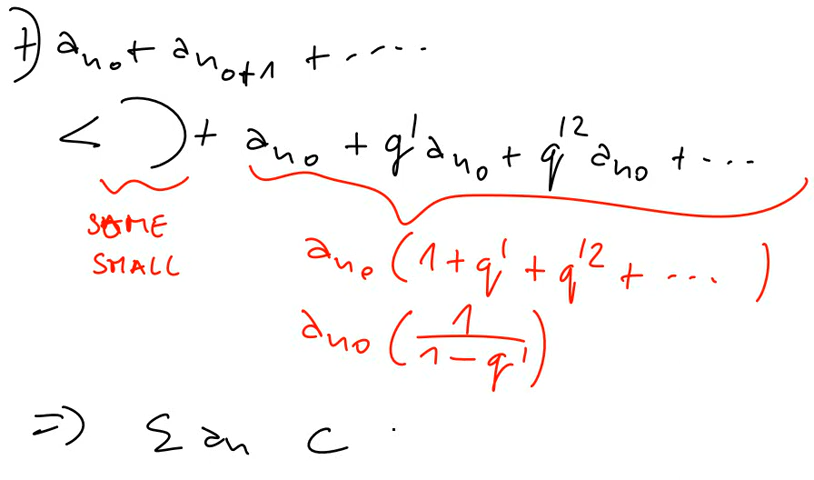 +) a_{n_0} + a_{n_0+1} + .....
< ( ) + a_{n_0} + q' a_{n_0} + q'^2 a_{n_0} + ...
SOME
SMALL
a_{n_0} (1 + q' + q'^2 + ... )
a_{n_0} (\frac{1}{1-q'})
=> Σ a_n C .